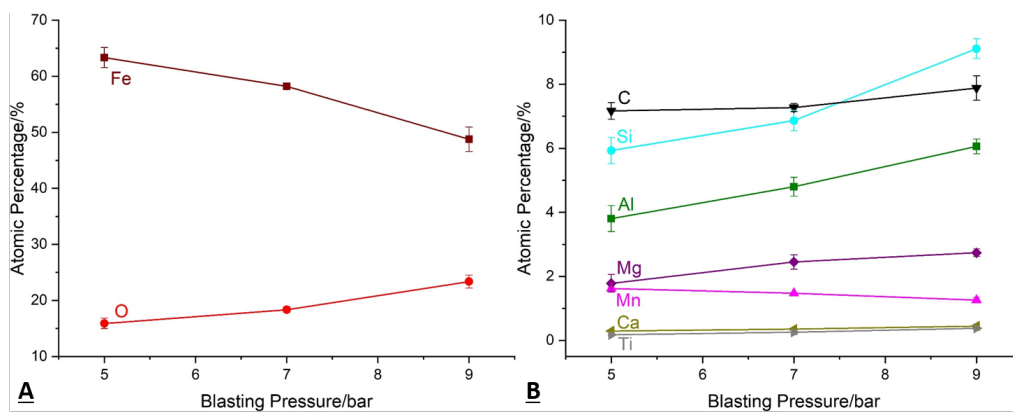 70
60
50
40
30
20
10
Atomic Percentage/%
Fe
O
5
6
7
8
9
Blasting Pressure/bar
A
10
8
6
4
2
0
Atomic Percentage/%
C
Si
Al
Mg
Mn
Ca
Ti
5
6
7
8
9
Blasting Pressure/bar
B